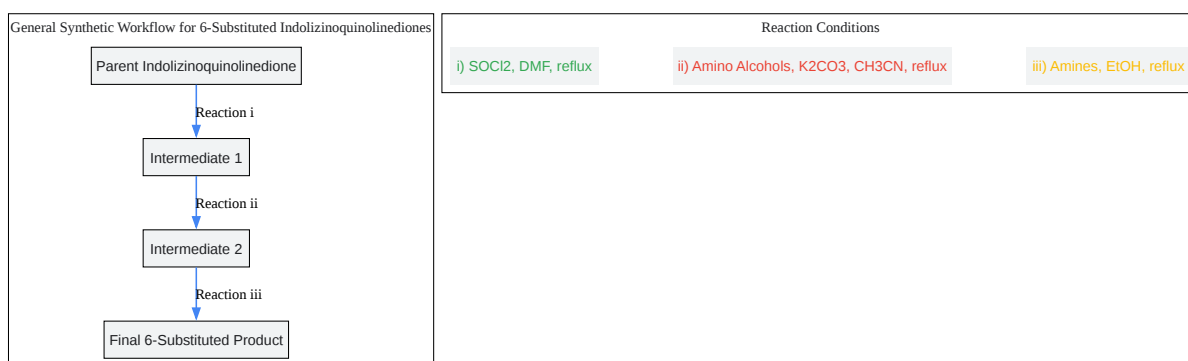 General Synthetic Workflow for 6-Substituted Indolizinoquinolinediones
Parent Indolizinoquinolinedione
Reaction i
Intermediate 1
Reaction ii
Intermediate 2
Reaction iii
Final 6-Substituted Product
Reaction Conditions
i) SOCl2, DMF, reflux
ii) Amino Alcohols, K2CO3, CH3CN, reflux
iii) Amines, EtOH, reflux